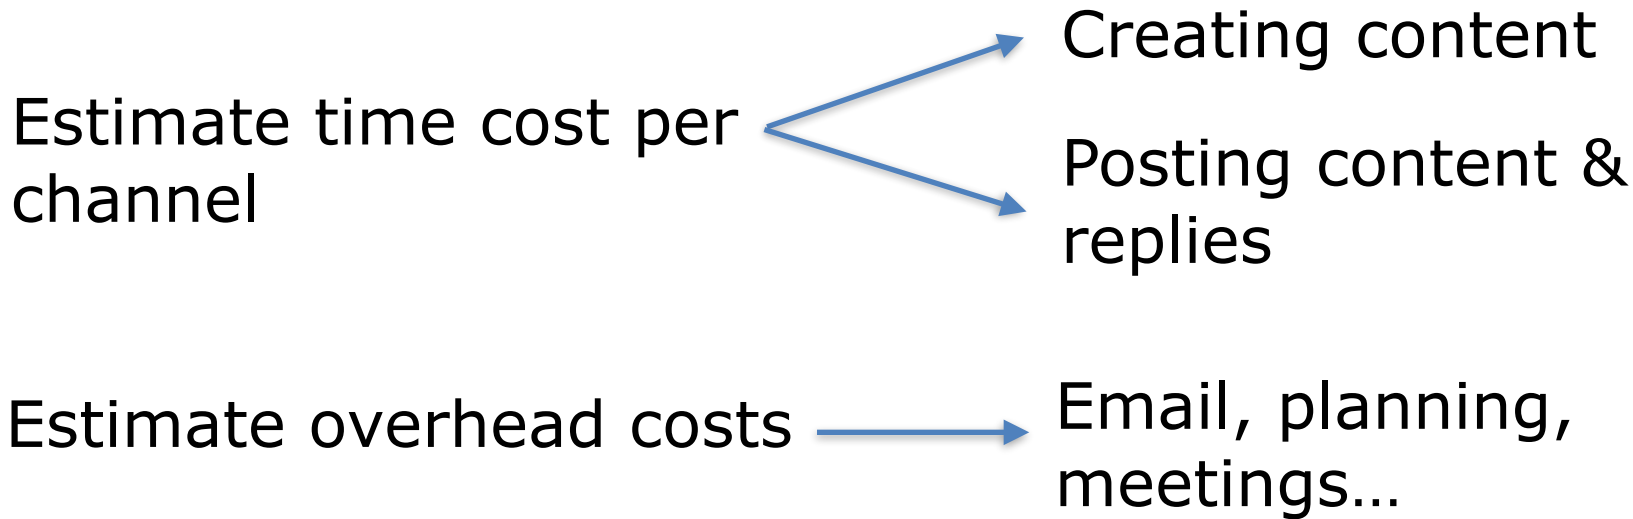 Estimate time cost per
channel
Creating content
Posting content &
replies
Estimate overhead costs
Email, planning,
meetings…